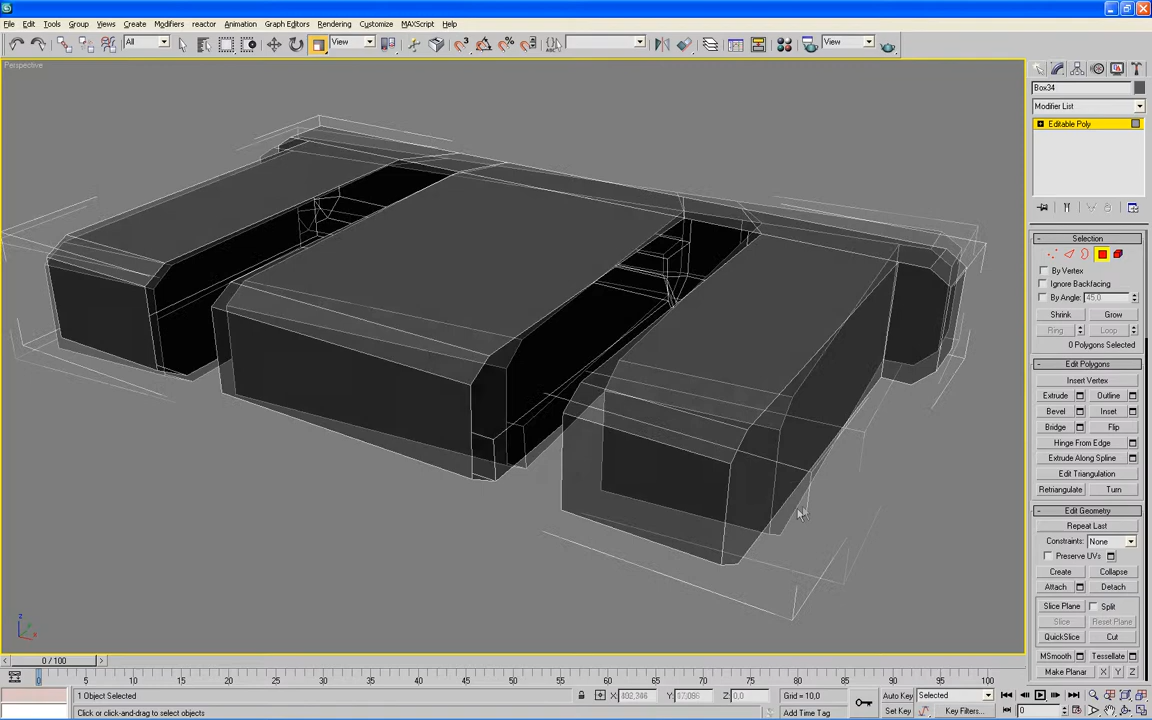 File Edit Tools Group Views Create Modifiers reactor Animation Graph Editors Rendering Customize MAXScript Help
All View View
Perspective
Box34
Modifier List
Editable Poly
- Selection
By Vertex
Ignore Backfacing
By Angle: 45,0
Shrink Grow
Ring Loop
0 Polygons Selected
- Edit Polygons
Insert Vertex
Extrude Outline
Bevel Inset
Bridge Flip
Hinge From Edge
Extrude Along Spline
Edit Triangulation
Retriangulate Turn
- Edit Geometry
Repeat Last
Constraints: None
Preserve UVs
Create Collapse
Attach Detach
Slice Plane Split
Slice Reset Plane
QuickSlice Cut
MSmooth Tessellate
Make Planar X Y Z
z
x
0 / 100
0 5 10 15 20 25 30 35 40 45 50 55 60 65 70 75 80 85 90 95 100
1 Object Selected X: Y: Z: 0,0 Grid = 10,0 Auto Key Selected
Click or click-and-drag to select objects Add Time Tag Set Key Key Filters... 0